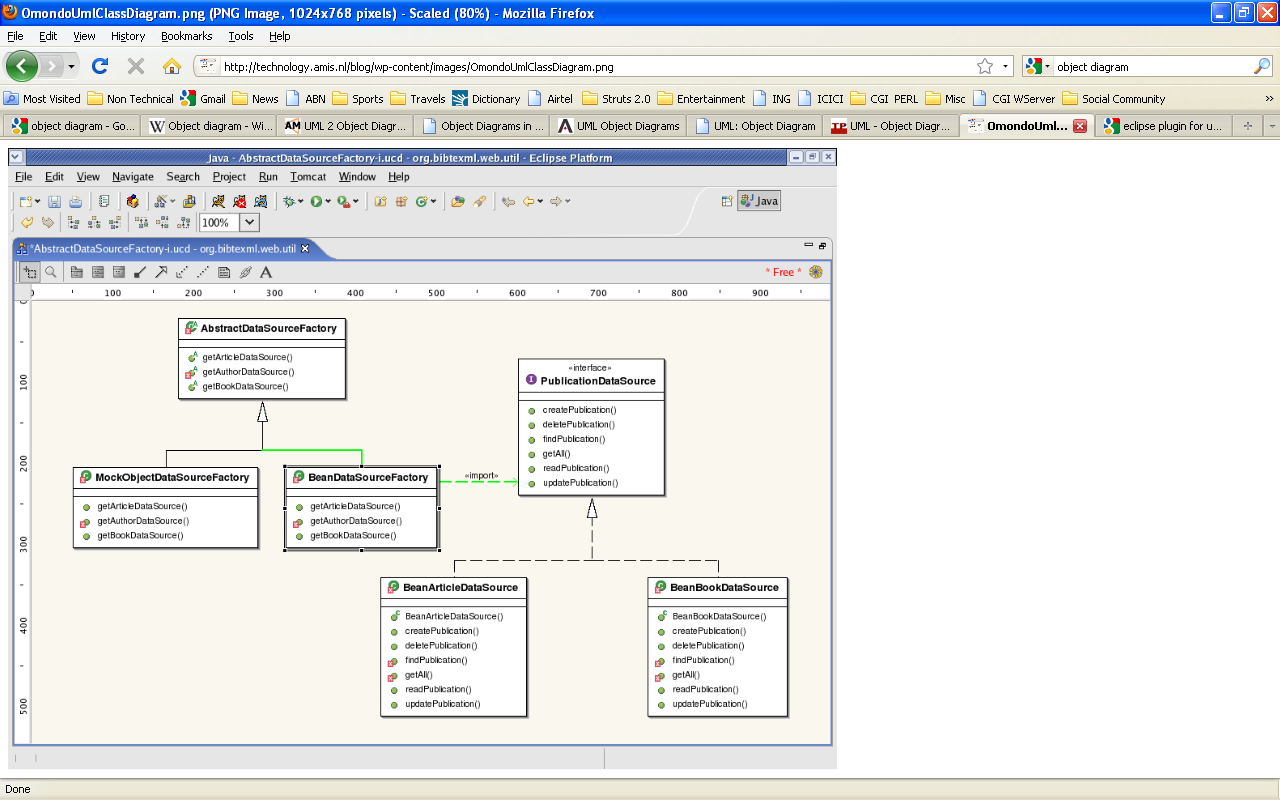 OmondoUmlClassDiagram.png (PNG Image, 1024x768 pixels) - Scaled (80%) - Mozilla Firefox
File Edit View History Bookmarks Tools Help
http://technology.amis.nl/blog/wp-content/images/OmondoUmlClassDiagram.png
object diagram
Most Visited Non Technical Gmail News ABN Sports Travels Dictionary Airtel Struts 2.0 Entertainment ING ICICI CGI PERL Misc CGI WServer Social Community »
object diagram - Go... W Object diagram - Wi... AM UML 2 Object Diagr... Object Diagrams in ... UML Object Diagrams UML: Object Diagram TP UML - Object Diagr... OmondoUml... eclipse plugin for u...
Java - AbstractDataSourceFactory-i.ucd - org.bibtexml.web.util - Eclipse Platform
File Edit View Navigate Search Project Run Tomcat Window Help
Java
100%
*AbstractDataSourceFactory-i.ucd - org.bibtexml.web.util
A * Free *
0 100 200 300 400 500 600 700 800 900
0
100
200
300
400
500
AbstractDataSourceFactory
getArticleDataSource()
getAuthorDataSource()
getBookDataSource()
«interface»
PublicationDataSource
createPublication()
deletePublication()
findPublication()
getAll()
readPublication()
updatePublication()
MockObjectDataSourceFactory
getArticleDataSource()
getAuthorDataSource()
getBookDataSource()
BeanDataSourceFactory
getArticleDataSource()
getAuthorDataSource()
getBookDataSource()
«import»
BeanArticleDataSource
BeanArticleDataSource()
createPublication()
deletePublication()
findPublication()
getAll()
readPublication()
updatePublication()
BeanBookDataSource
BeanBookDataSource()
createPublication()
deletePublication()
findPublication()
getAll()
readPublication()
updatePublication()
Done